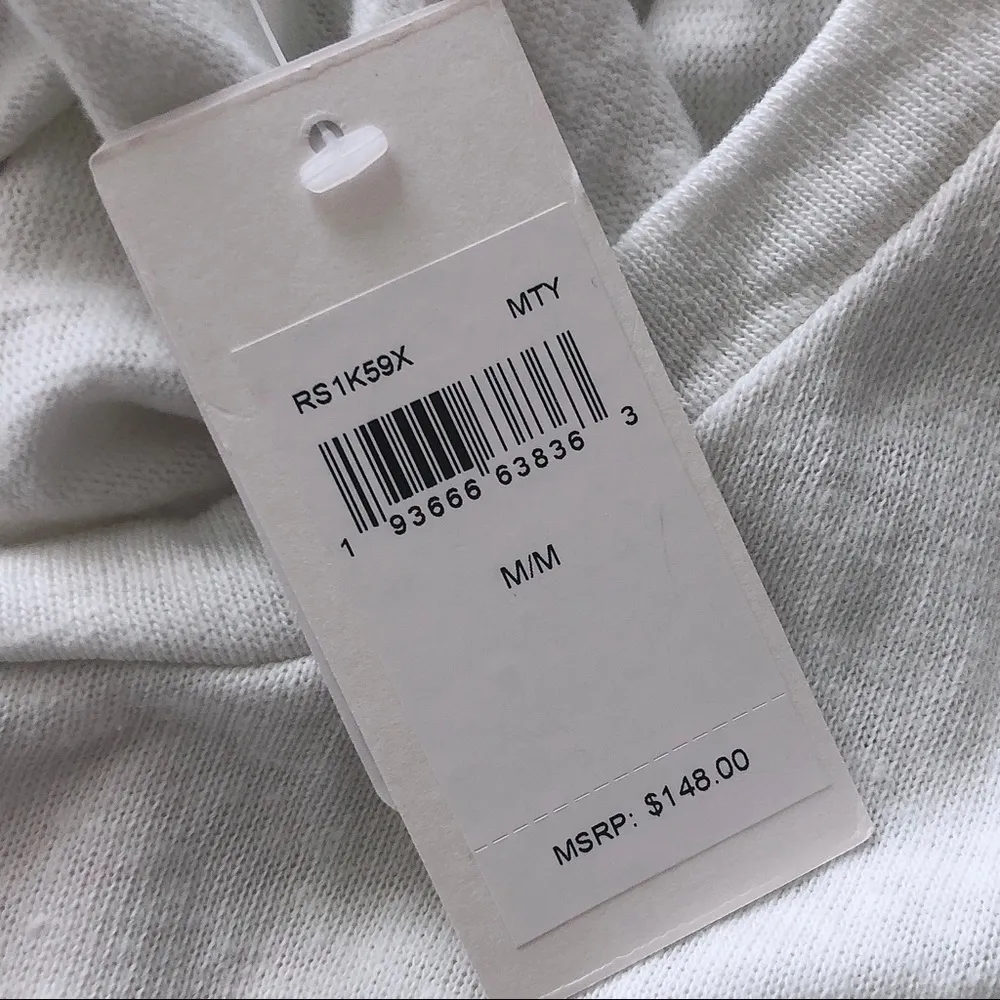 RS1K59X MTY
1 93666 63836 3
M/M
MSRP: $148.00